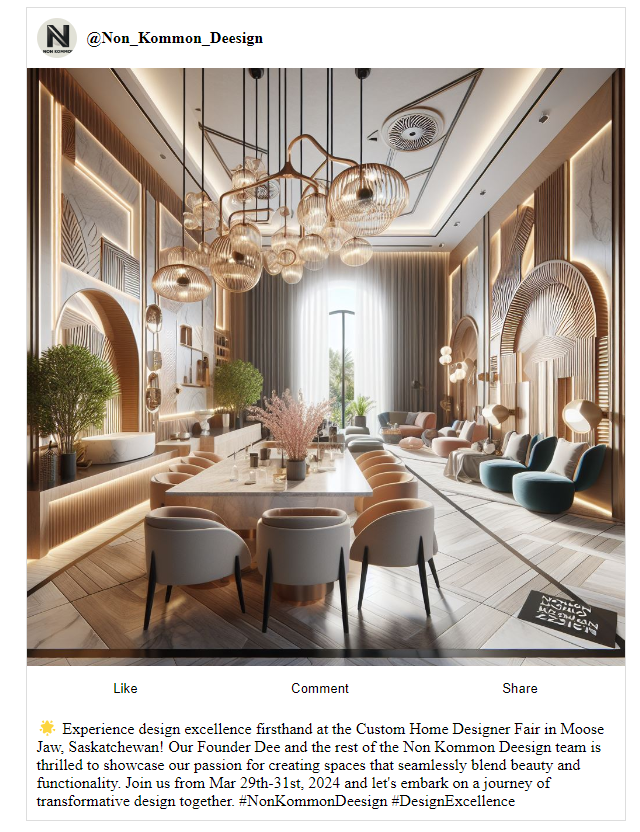 NON KOMMON
@Non_Kommon_Deesign
Like
Comment
Share
🌟 Experience design excellence firsthand at the Custom Home Designer Fair in Moose
Jaw, Saskatchewan! Our Founder Dee and the rest of the Non Kommon Deesign team is
thrilled to showcase our passion for creating spaces that seamlessly blend beauty and
functionality. Join us from Mar 29th-31st, 2024 and let's embark on a journey of
transformative design together. #NonKommonDeesign #DesignExcellence